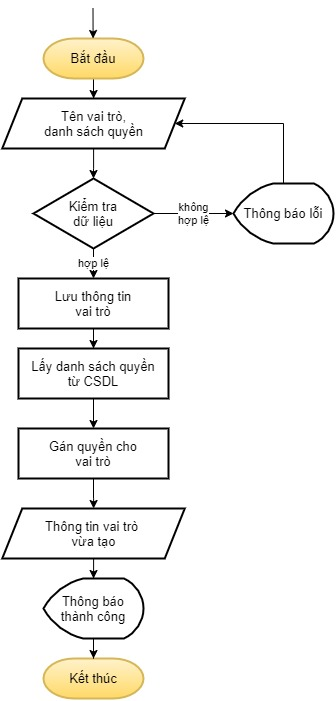 Bắt đầu
Tên vai trò,
danh sách quyền
Kiểm tra
dữ liệu
không
hợp lệ
Thông báo lỗi
hợp lệ
Lưu thông tin
vai trò
Lấy danh sách quyền
từ CSDL
Gán quyền cho
vai trò
Thông tin vai trò
vừa tạo
Thông báo
thành công
Kết thúc